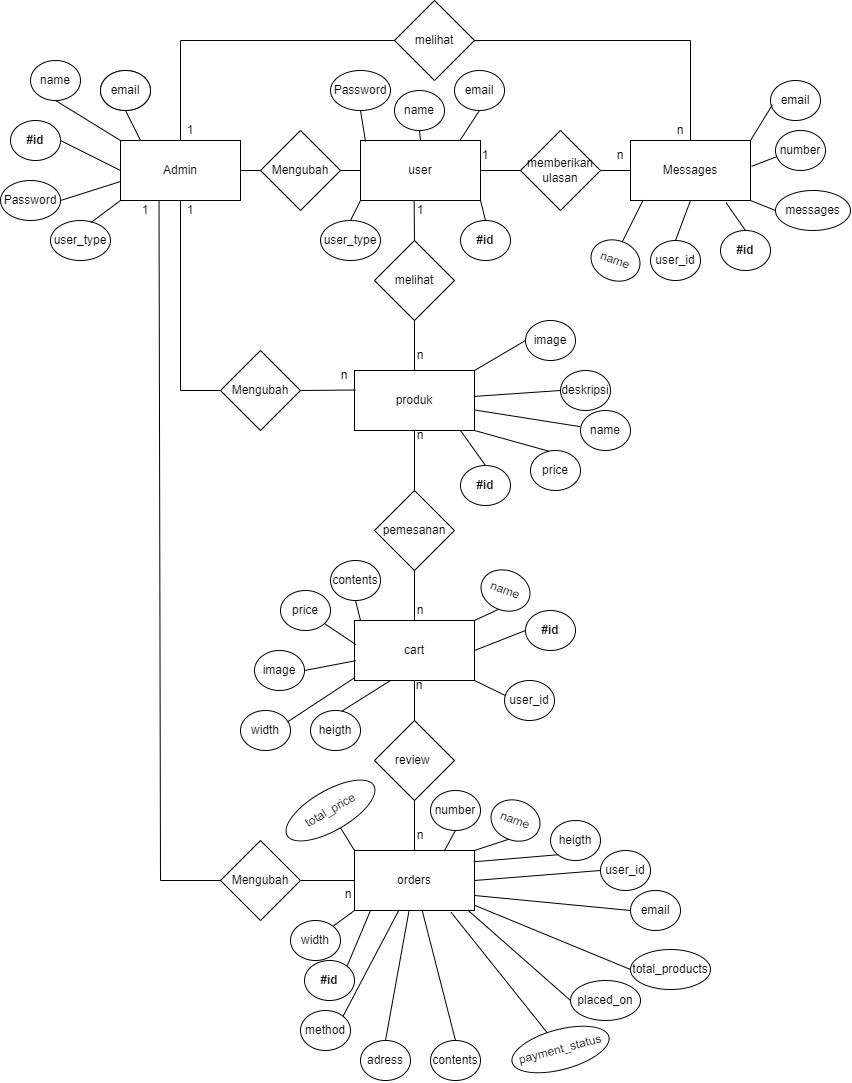 melihat
name
email
Password
name
email
email
1
n
#id
number
Admin
Mengubah
user
1
memberikan
ulasan
n
Messages
Password
1
1
1
messages
user_type
user_type
#id
name
user_id
#id
melihat
image
n
n
Mengubah
produk
deskripsi
name
n
#id
price
pemesanan
contents
name
price
n
#id
cart
image
n
user_id
width
heigth
review
total_price
number
name
n
heigth
user_id
Mengubah
orders
n
email
width
total_products
#id
placed_on
method
payment_status
adress
contents